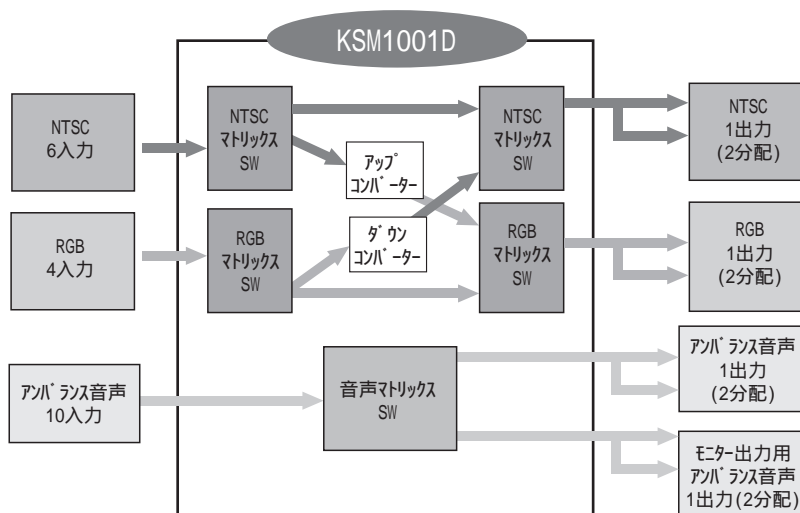 KSM1001D
NTSC
6入力
NTSC
マトリックス
SW
NTSC
マトリックス
SW
NTSC
1出力
(2分配)
アップ
コンバーター
RGB
4入力
RGB
マトリックス
SW
ダウン
コンバーター
RGB
マトリックス
SW
RGB
1出力
(2分配)
アンバランス音声
10入力
音声マトリックス
SW
アンバランス音声
1出力
(2分配)
モニター出力用
アンバランス音声
1出力(2分配)